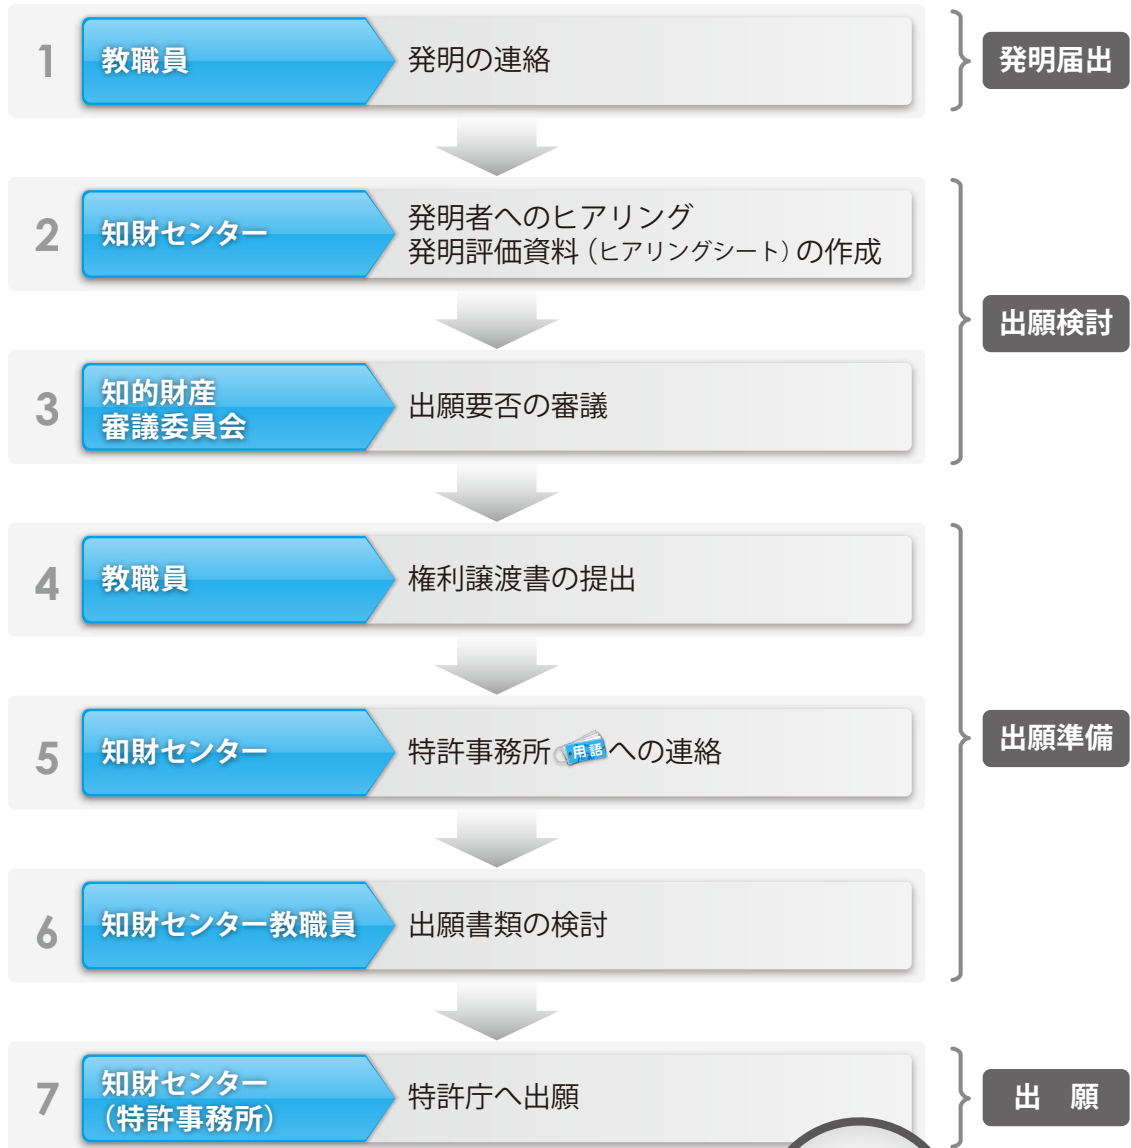 1 教職員 発明の連絡
発明届出
2 知財センター 発明者へのヒアリング
発明評価資料(ヒアリングシート)の作成
出願検討
3 知的財産
審議委員会
出願要否の審議
4 教職員 権利譲渡書の提出
5 知財センター 特許事務所 用語 への連絡
出願準備
6 知財センター教職員 出願書類の検討
7 知財センター
(特許事務所)
特許庁へ出願
出 願